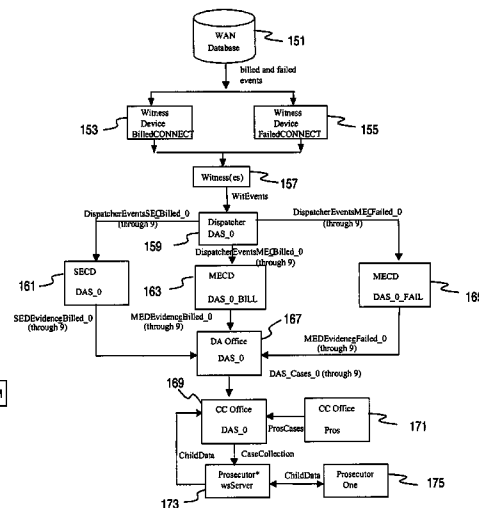 WAN
Database
151
billed and failed
events
Witness
Device
BilledCONNECT
153
Witness
Device
FailedCONNECT
155
Witness(es)
157
WitEvents
DispatcherEventsSECBilled_0
(through 9)
Dispatcher
DAS_0
159
DispatcherEventsMECFailed_0
(through 9)
DispatcherEventsMECBilled_0
(through 9)
161
SECD
DAS_0
163
MECD
DAS_0_BILL
MECD
DAS_0_FAIL
SEDEvidenceBilled_0
(through 9)
MEDEvidenceBilled_0
(through 9)
167
DA Office
DAS_0
MEDEvidenceFailed_0
(through 9)
DAS_Cases_0 (through 9)
169
CC Office
DAS_0
ProsCases
CC Office
Pros
171
ChildData
CaseCollection
Prosecutor*
wsServer
173
ChildData
Prosecutor
One
175